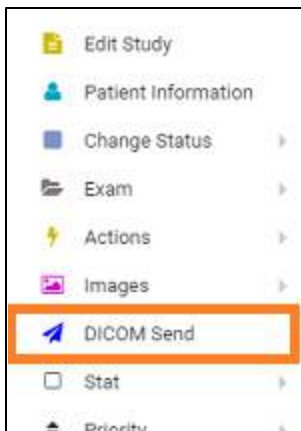 Edit Study
Patient Information
Change Status
Exam
Actions
Images
DICOM Send
Stat
Priority